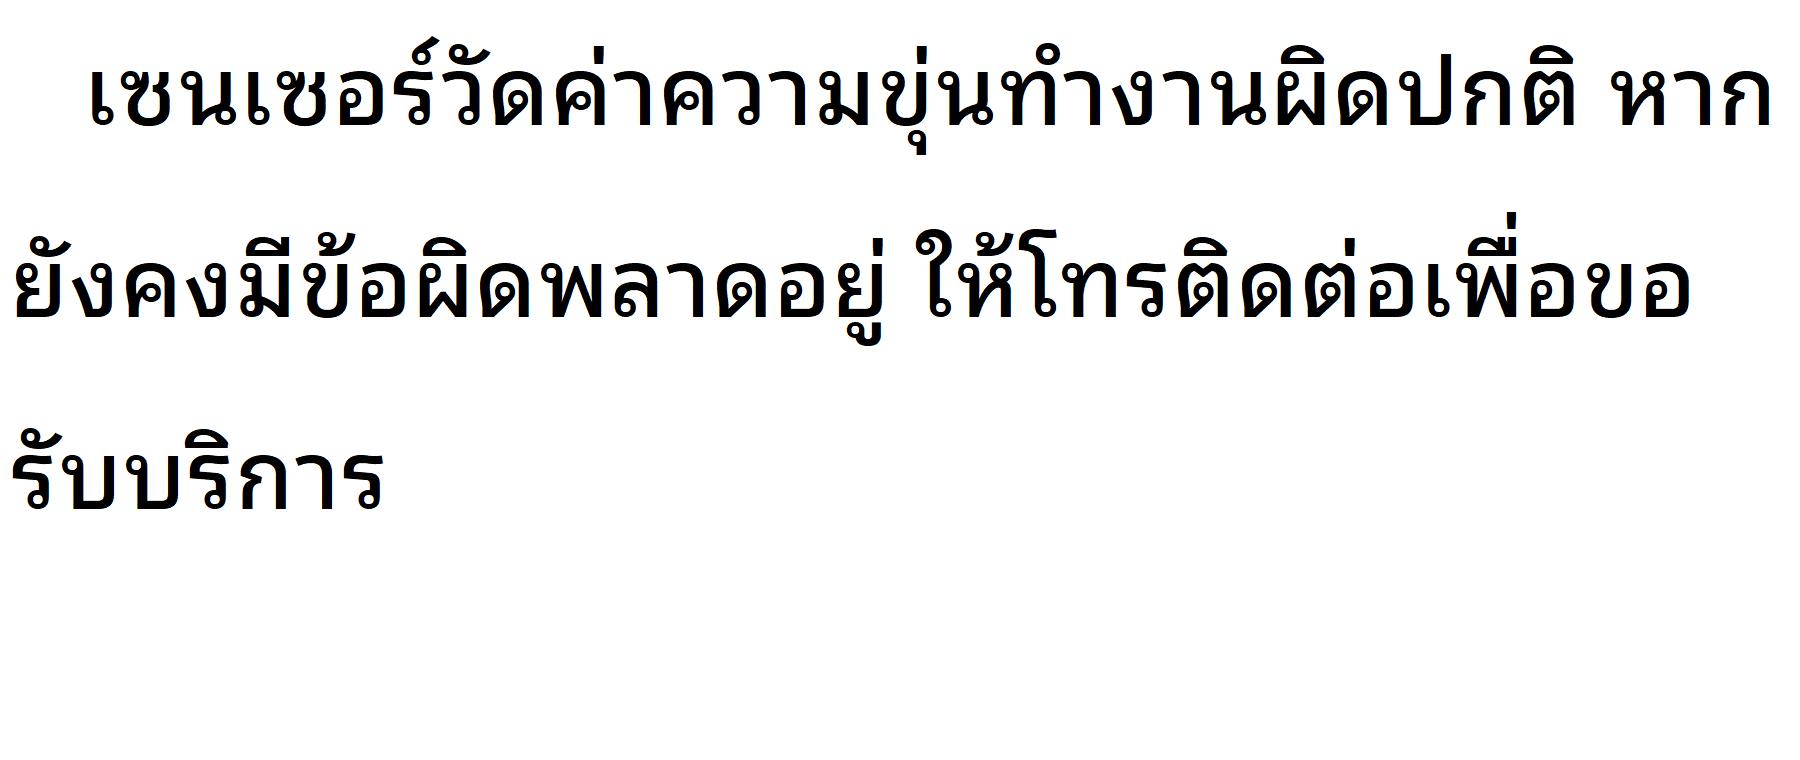 เซนเซอร์วัดค่าความขุ่นทำงานผิดปกติ หาก
ยังคงมีข้อผิดพลาดอยู่ ให้โทรติดต่อเพื่อขอ
รับบริการ